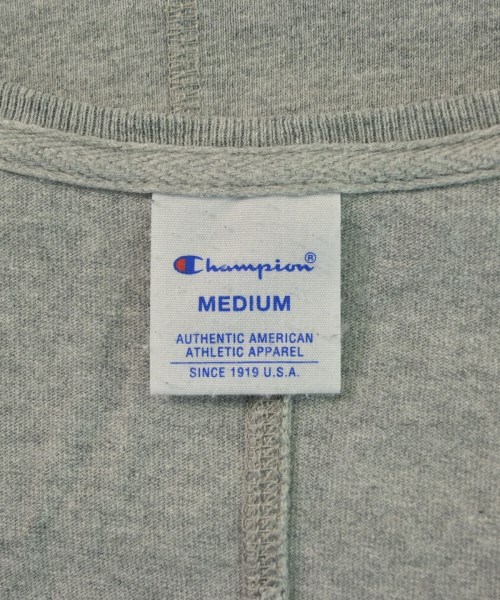 Champion®
MEDIUM
AUTHENTIC AMERICAN
ATHLETIC APPAREL
SINCE 1919 U.S.A.